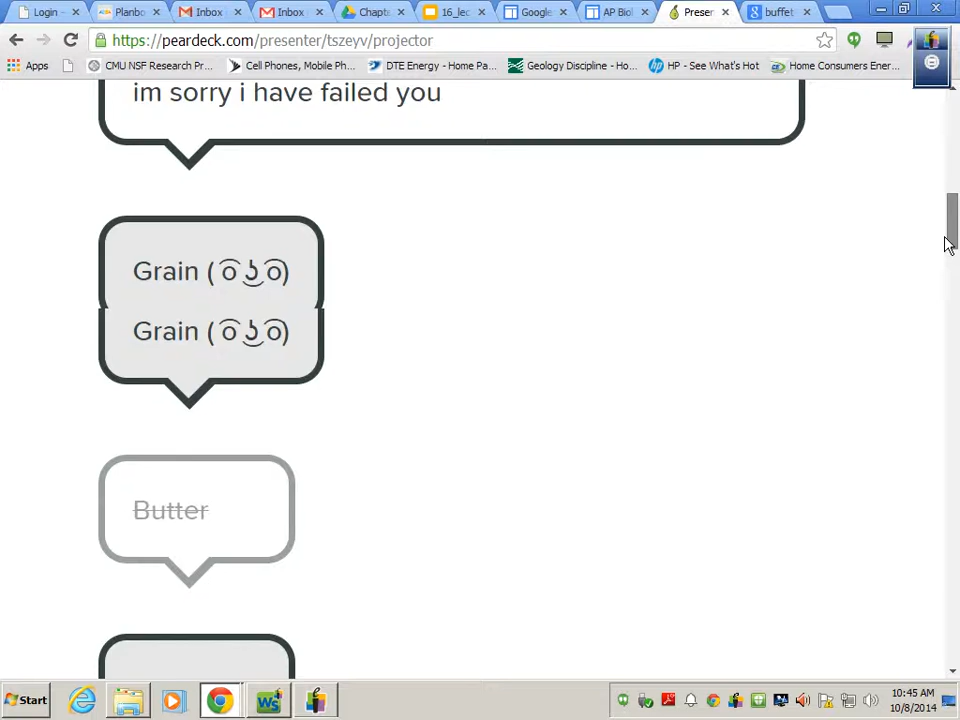 Login -
Planbo
Inbox
Inbox
Chapte
16_lec
Google
AP Biol
Presen
buffet
https://peardeck.com/presenter/tszeyv/projector
Apps
CMU NSF Research Pr...
Cell Phones, Mobile Ph...
DTE Energy - Home Pa...
Geology Discipline - Ho...
HP - See What's Hot
Home Consumers Ener...
im sorry i have failed you
Grain ( ͡o ͜ʖ ͡o)
Grain ( ͡o ͜ʖ ͡o)
Butter
Start
10:45 AM
10/8/2014